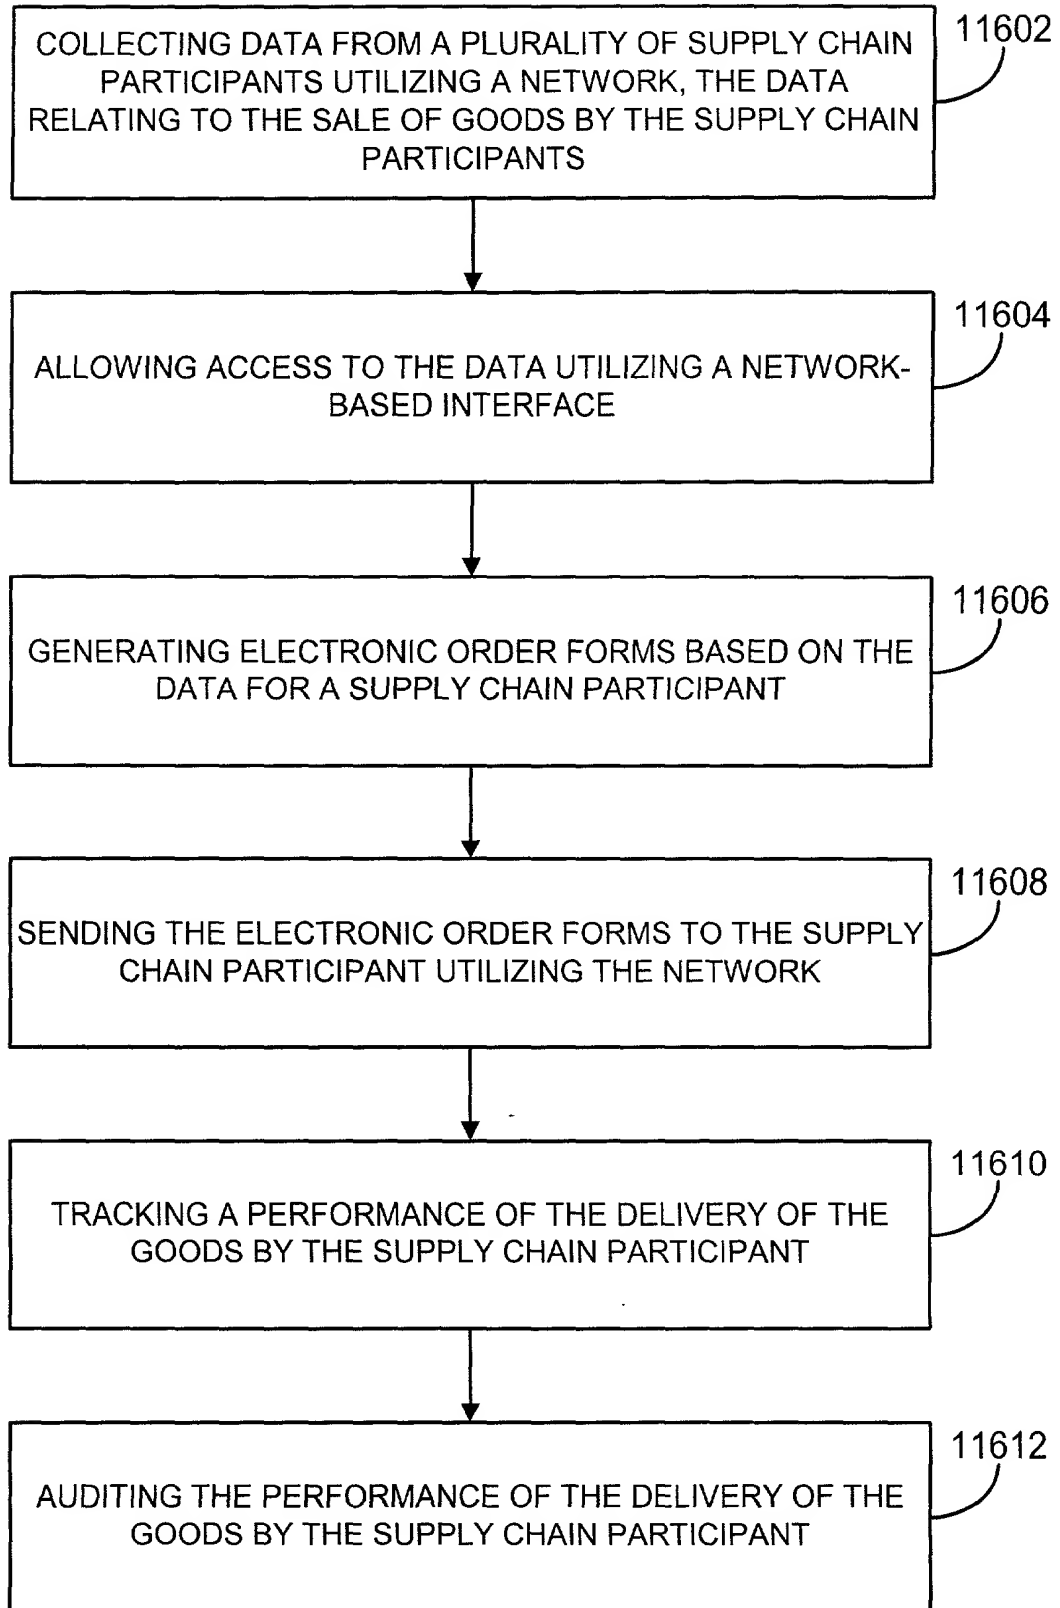 COLLECTING DATA FROM A PLURALITY OF SUPPLY CHAIN
PARTICIPANTS UTILIZING A NETWORK, THE DATA
RELATING TO THE SALE OF GOODS BY THE SUPPLY CHAIN
PARTICIPANTS
11602
ALLOWING ACCESS TO THE DATA UTILIZING A NETWORK-
BASED INTERFACE
11604
GENERATING ELECTRONIC ORDER FORMS BASED ON THE
DATA FOR A SUPPLY CHAIN PARTICIPANT
11606
SENDING THE ELECTRONIC ORDER FORMS TO THE SUPPLY
CHAIN PARTICIPANT UTILIZING THE NETWORK
11608
TRACKING A PERFORMANCE OF THE DELIVERY OF THE
GOODS BY THE SUPPLY CHAIN PARTICIPANT
11610
AUDITING THE PERFORMANCE OF THE DELIVERY OF THE
GOODS BY THE SUPPLY CHAIN PARTICIPANT
11612